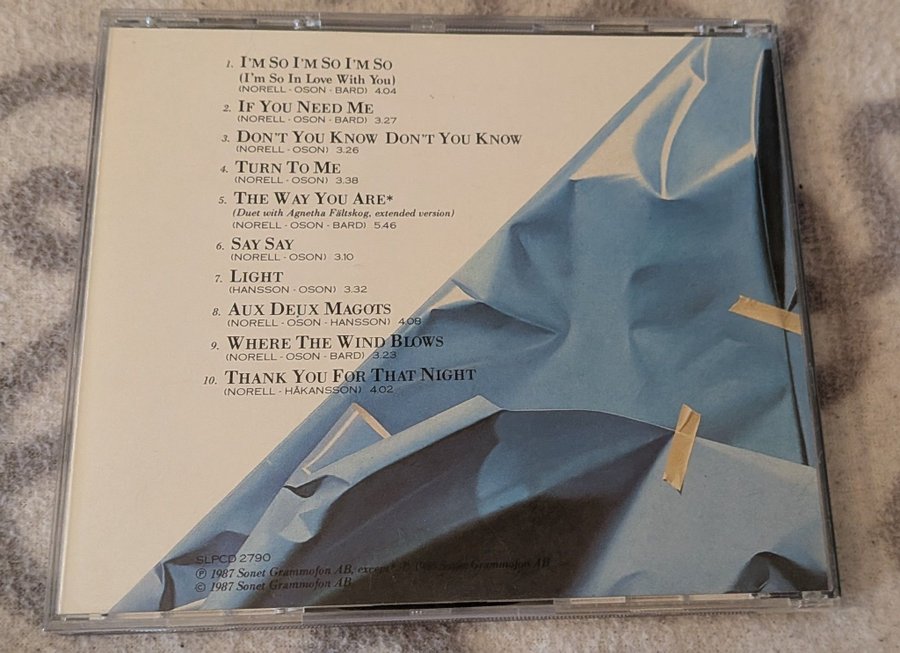 1. I'M SO I'M SO I'M SO
(I'm So In Love With You)
(NORELL - OSON - BARD) 4.04
2. IF YOU NEED ME
(NORELL - OSON - BARD) 3.27
3. DON'T YOU KNOW DON'T YOU KNOW
(NORELL - OSON) 3.26
4. TURN TO ME
(NORELL - OSON) 3.38
5. THE WAY YOU ARE*
(Duet with Agnetha Fältskog, extended version)
(NORELL - OSON - BARD) 5.46
6. SAY SAY
(NORELL - OSON) 3.10
7. LIGHT
(HANSSON - OSON) 3.32
8. AUX DEUX MAGOTS
(NORELL - OSON - HANSSON) 4.08
9. WHERE THE WIND BLOWS
(NORELL - OSON - BARD) 3.23
10. THANK YOU FOR THAT NIGHT
(NORELL - HÅKANSSON) 4.02
SLPCD 2790
℗ 1987 Sonet Grammofon AB, except* ℗ 1986 Sonet Grammofon AB
© 1987 Sonet Grammofon AB